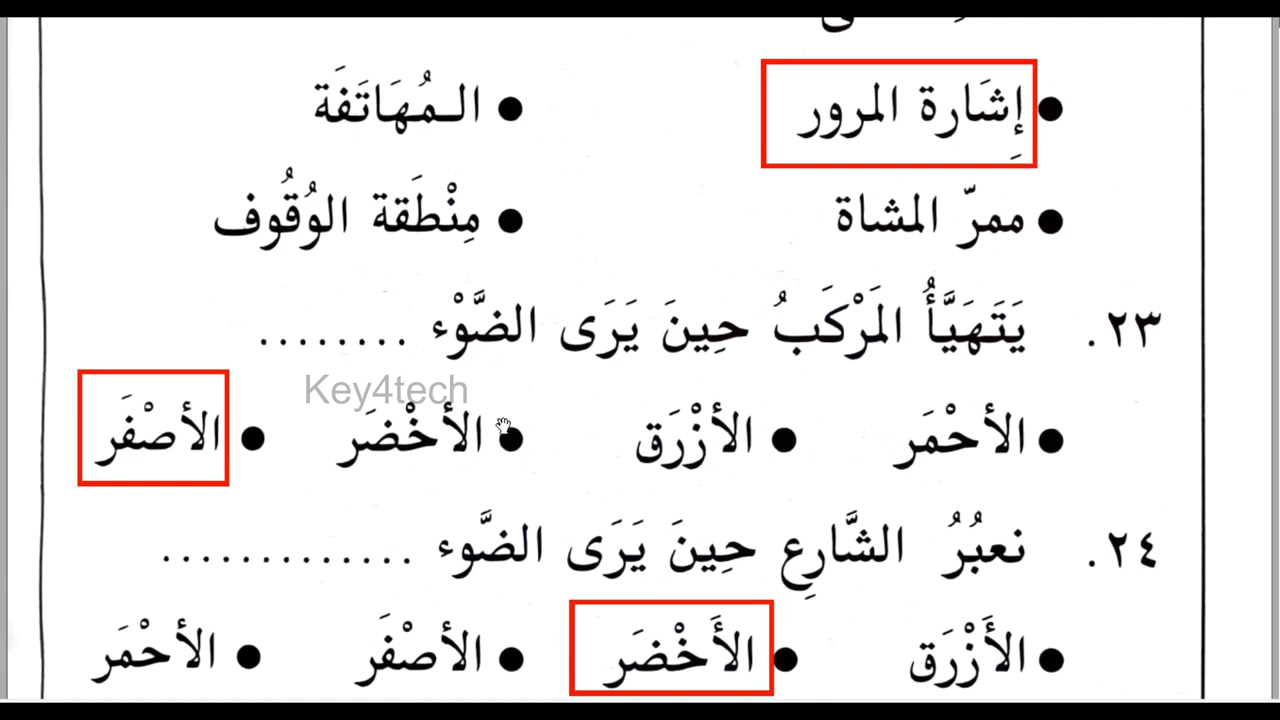 • إِشَارة المرور • الـمُهَاتَفَة
• ممرّ المشاة • مِنْطَقة الوُقُوف
٢٣. يَتَهَيَّأُ المَرْكَبُ حِينَ يَرَى الضَّوْء ........
Key4tech
• الأحْمَر • الأزْرَق • الأخْضَر • الأصْفَر
٢٤. نعبُرُ الشَّارِع حِينَ يَرَى الضَّوء .............
• الأَزْرَق • الأَخْضَر • الأصْفَر • الأحْمَر